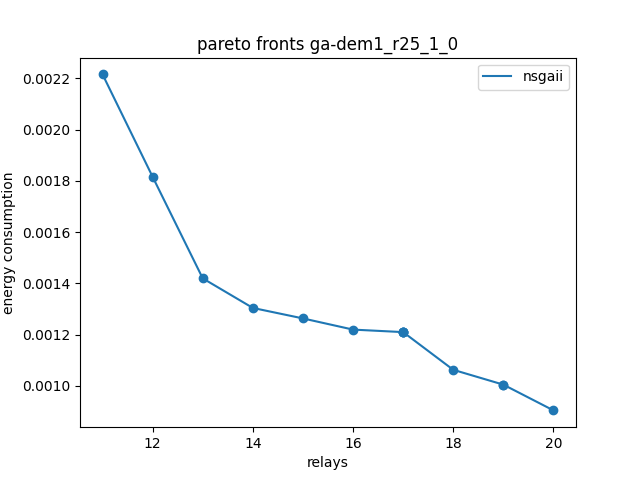 pareto fronts ga-dem1_r25_1_0
nsgaii
0.0022
0.0020
0.0018
0.0016
0.0014
0.0012
0.0010
energy consumption
12 14 16 18 20
relays